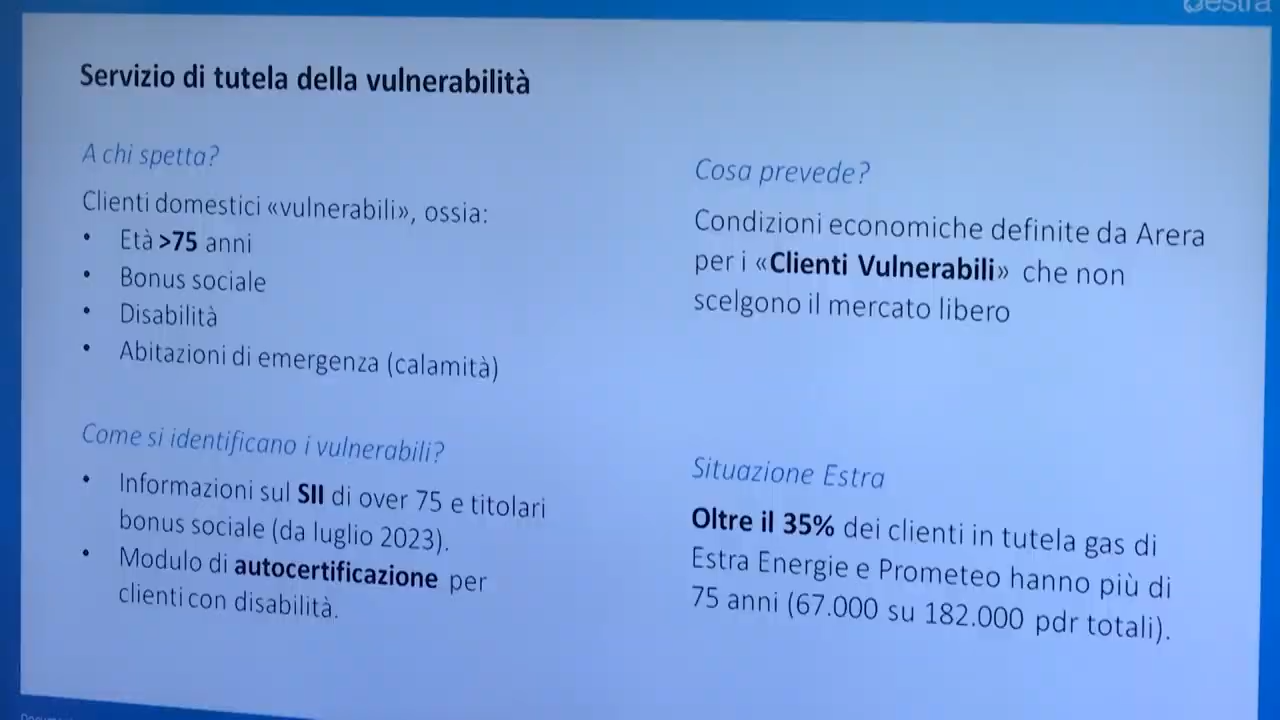 estra
Servizio di tutela della vulnerabilità
A chi spetta?
Clienti domestici «vulnerabili», ossia:
• Età >75 anni
• Bonus sociale
• Disabilità
• Abitazioni di emergenza (calamità)
Come si identificano i vulnerabili?
• Informazioni sul SII di over 75 e titolari
bonus sociale (da luglio 2023).
• Modulo di autocertificazione per
clienti con disabilità.
Cosa prevede?
Condizioni economiche definite da Arera
per i «Clienti Vulnerabili» che non
scelgono il mercato libero
Situazione Estra
Oltre il 35% dei clienti in tutela gas di
Estra Energie e Prometeo hanno più di
75 anni (67.000 su 182.000 pdr totali).